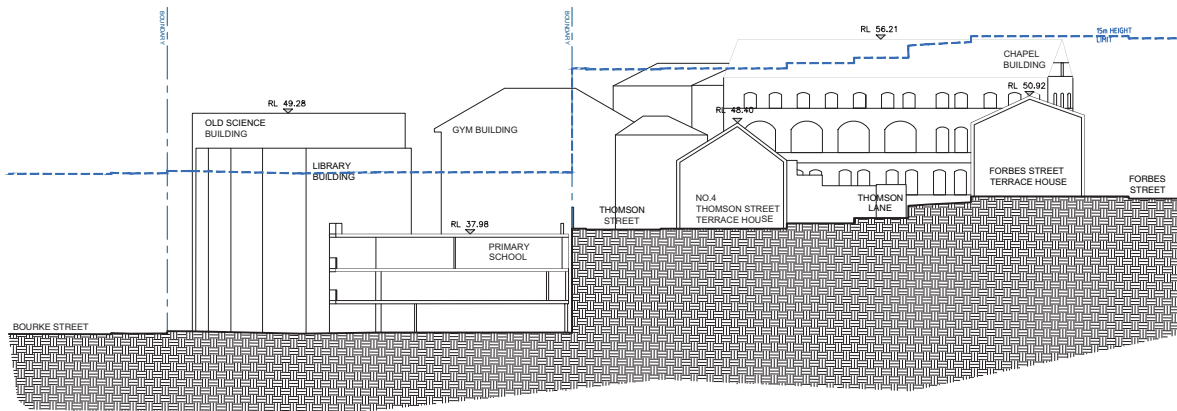 BOUNDARY
BOUNDARY
RL 56.21
15m HEIGHT
LIMIT
CHAPEL
BUILDING
RL 50.92
RL 49.28
RL 48.40
OLD SCIENCE
BUILDING
GYM BUILDING
LIBRARY
BUILDING
FORBES STREET
TERRACE HOUSE
FORBES
STREET
NO.4
THOMSON STREET
TERRACE HOUSE
THOMSON
LANE
THOMSON
STREET
RL 37.98
PRIMARY
SCHOOL
BOURKE STREET